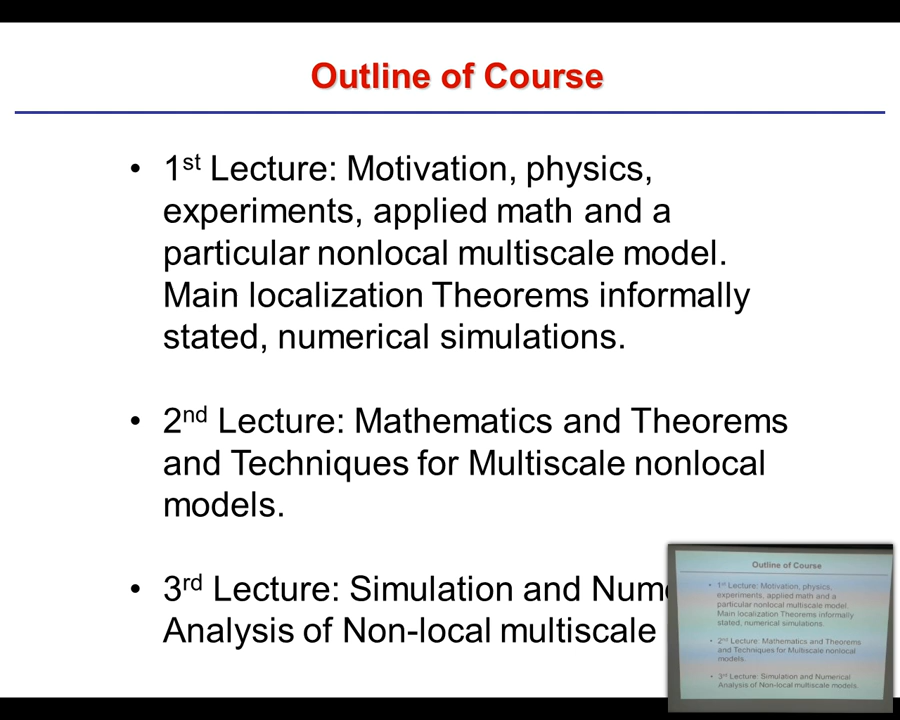 Outline of Course
• 1st Lecture: Motivation, physics,
experiments, applied math and a
particular nonlocal multiscale model.
Main localization Theorems informally
stated, numerical simulations.
• 2nd Lecture: Mathematics and Theorems
and Techniques for Multiscale nonlocal
models.
• 3rd Lecture: Simulation and Nume
Analysis of Non-local multiscale
Outline of Course
• 1st Lecture: Motivation, physics,
experiments, applied math and a
particular nonlocal multiscale model.
Main localization Theorems informally
stated, numerical simulations.
• 2nd Lecture: Mathematics and Theorems
and Techniques for Multiscale nonlocal
models.
• 3rd Lecture: Simulation and Numerical
Analysis of Non-local multiscale models.